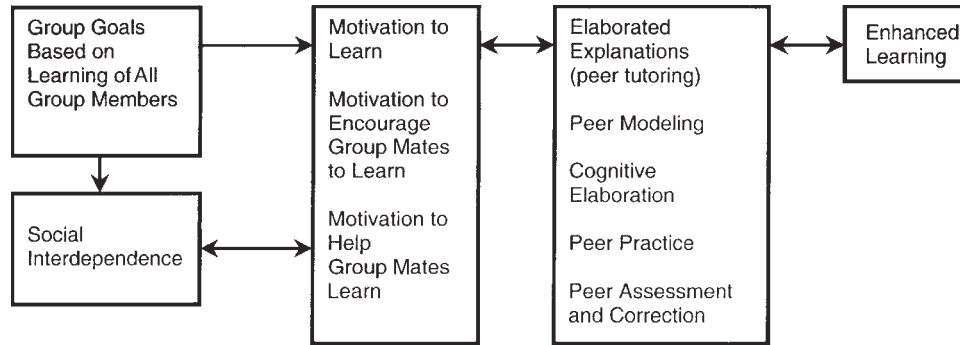 Group Goals
Based on
Learning of All
Group Members
Social
Interdependence
Motivation to
Learn
Motivation to
Encourage
Group Mates
to Learn
Motivation to
Help
Group Mates
Learn
Elaborated
Explanations
(peer tutoring)
Peer Modeling
Cognitive
Elaboration
Peer Practice
Peer Assessment
and Correction
Enhanced
Learning